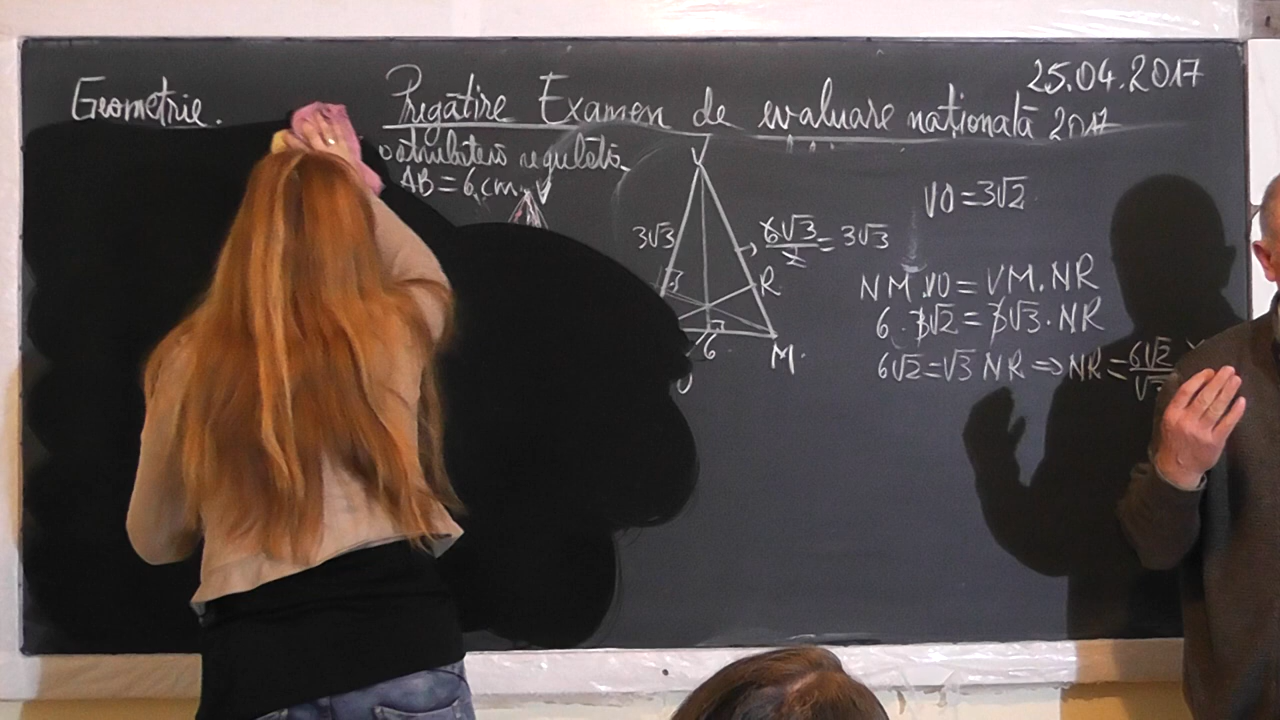 Geometrie.
Pregătire Examen de evaluare națională 2017
25.04.2017
regulată
AB = 6 cm. V
V
3√3
6√3/2 = 3√3
R
6
M.
VO = 3√2
NM.VO = VM.NR
6.3√2 = 3√3.NR
6√2 = √3 NR => NR = 6√2